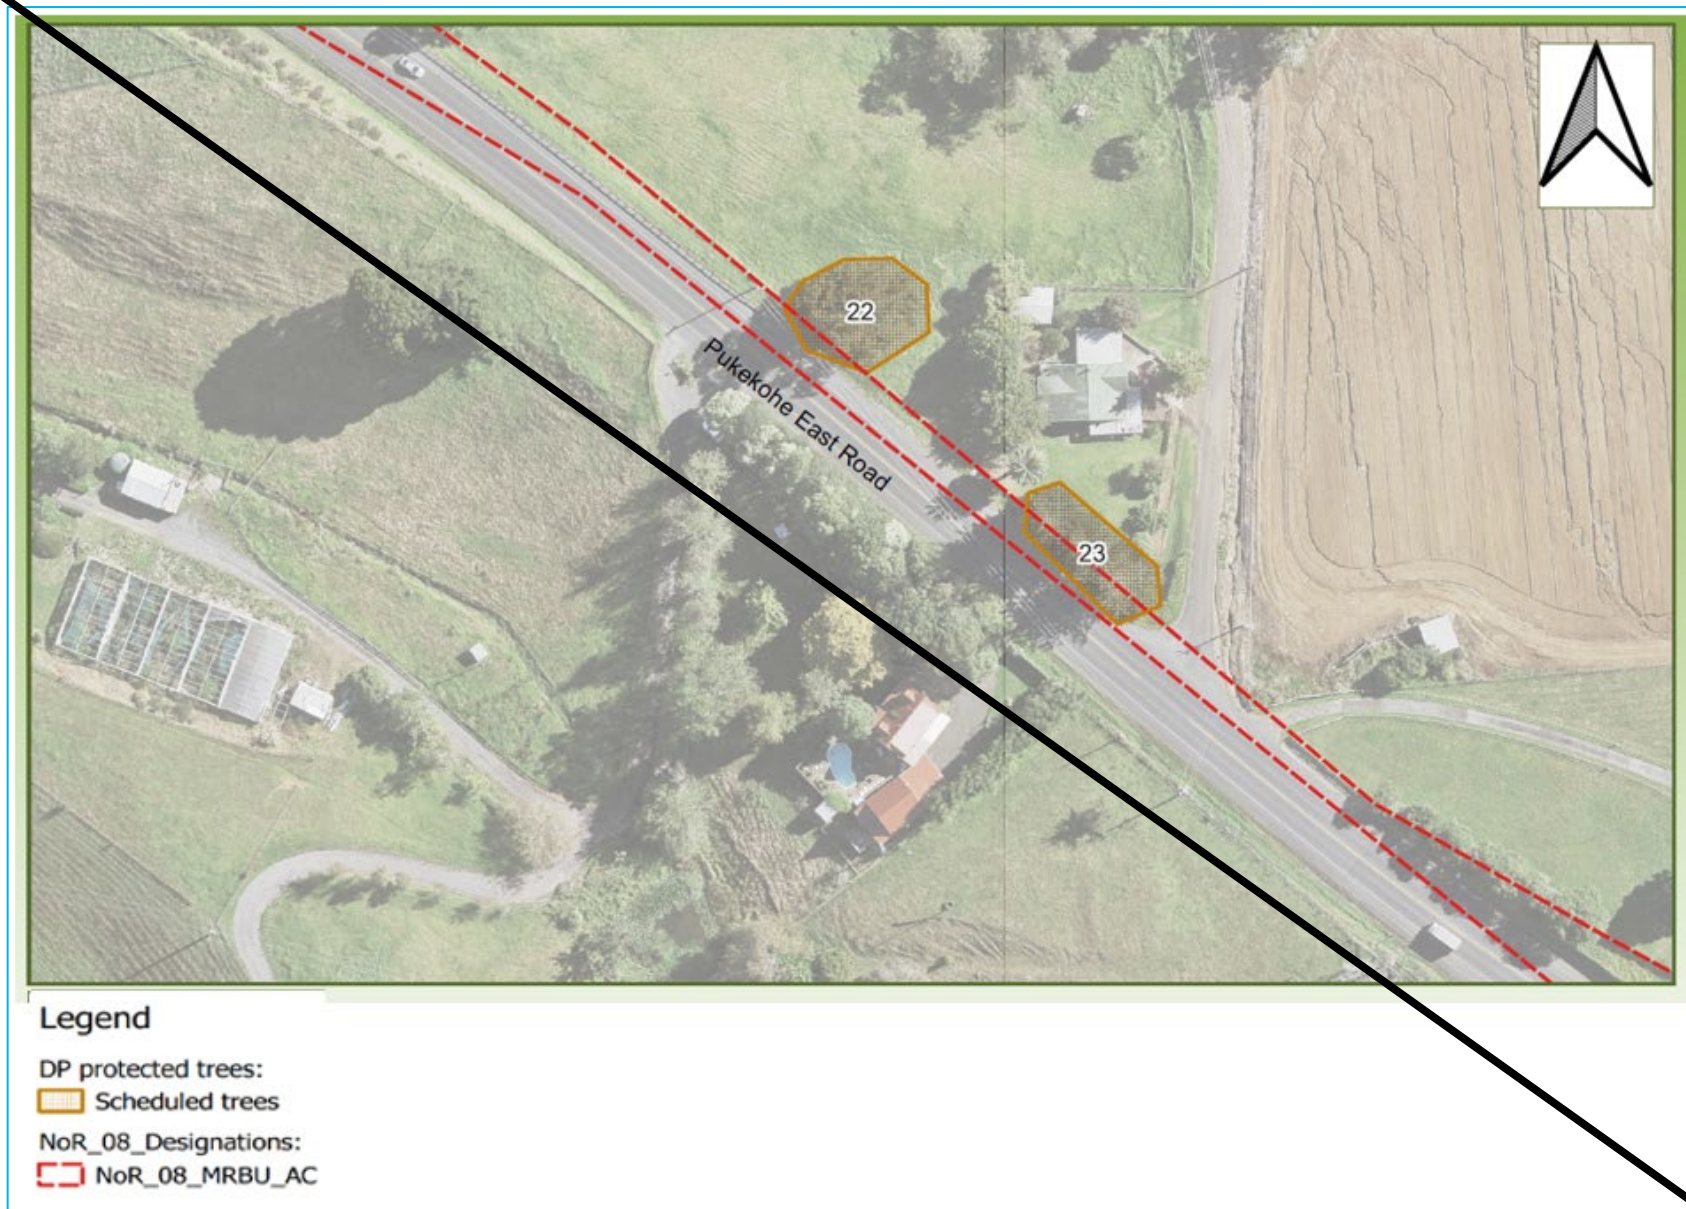 22
Pukekohe East Road
23
Legend
DP protected trees:
Scheduled trees
NoR_08_Designations:
NoR_08_MRBU_AC